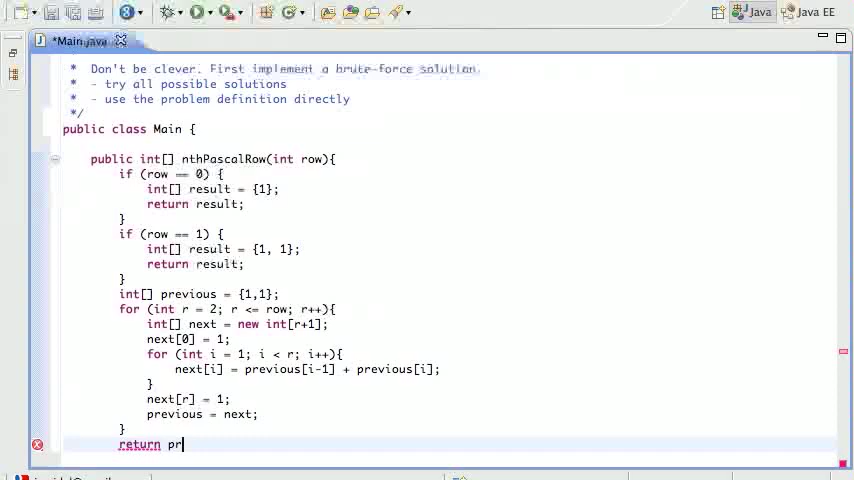 Java
Java EE
*Main.java
*  Don't be clever. First implement a brute-force solution.
*  - try all possible solutions
*  - use the problem definition directly
*/
public class Main {
public int[] nthPascalRow(int row){
if (row == 0) {
int[] result = {1};
return result;
}
if (row == 1) {
int[] result = {1, 1};
return result;
}
int[] previous = {1,1};
for (int r = 2; r <= row; r++){
int[] next = new int[r+1];
next[0] = 1;
for (int i = 1; i < r; i++){
next[i] = previous[i-1] + previous[i];
}
next[r] = 1;
previous = next;
}
return pr